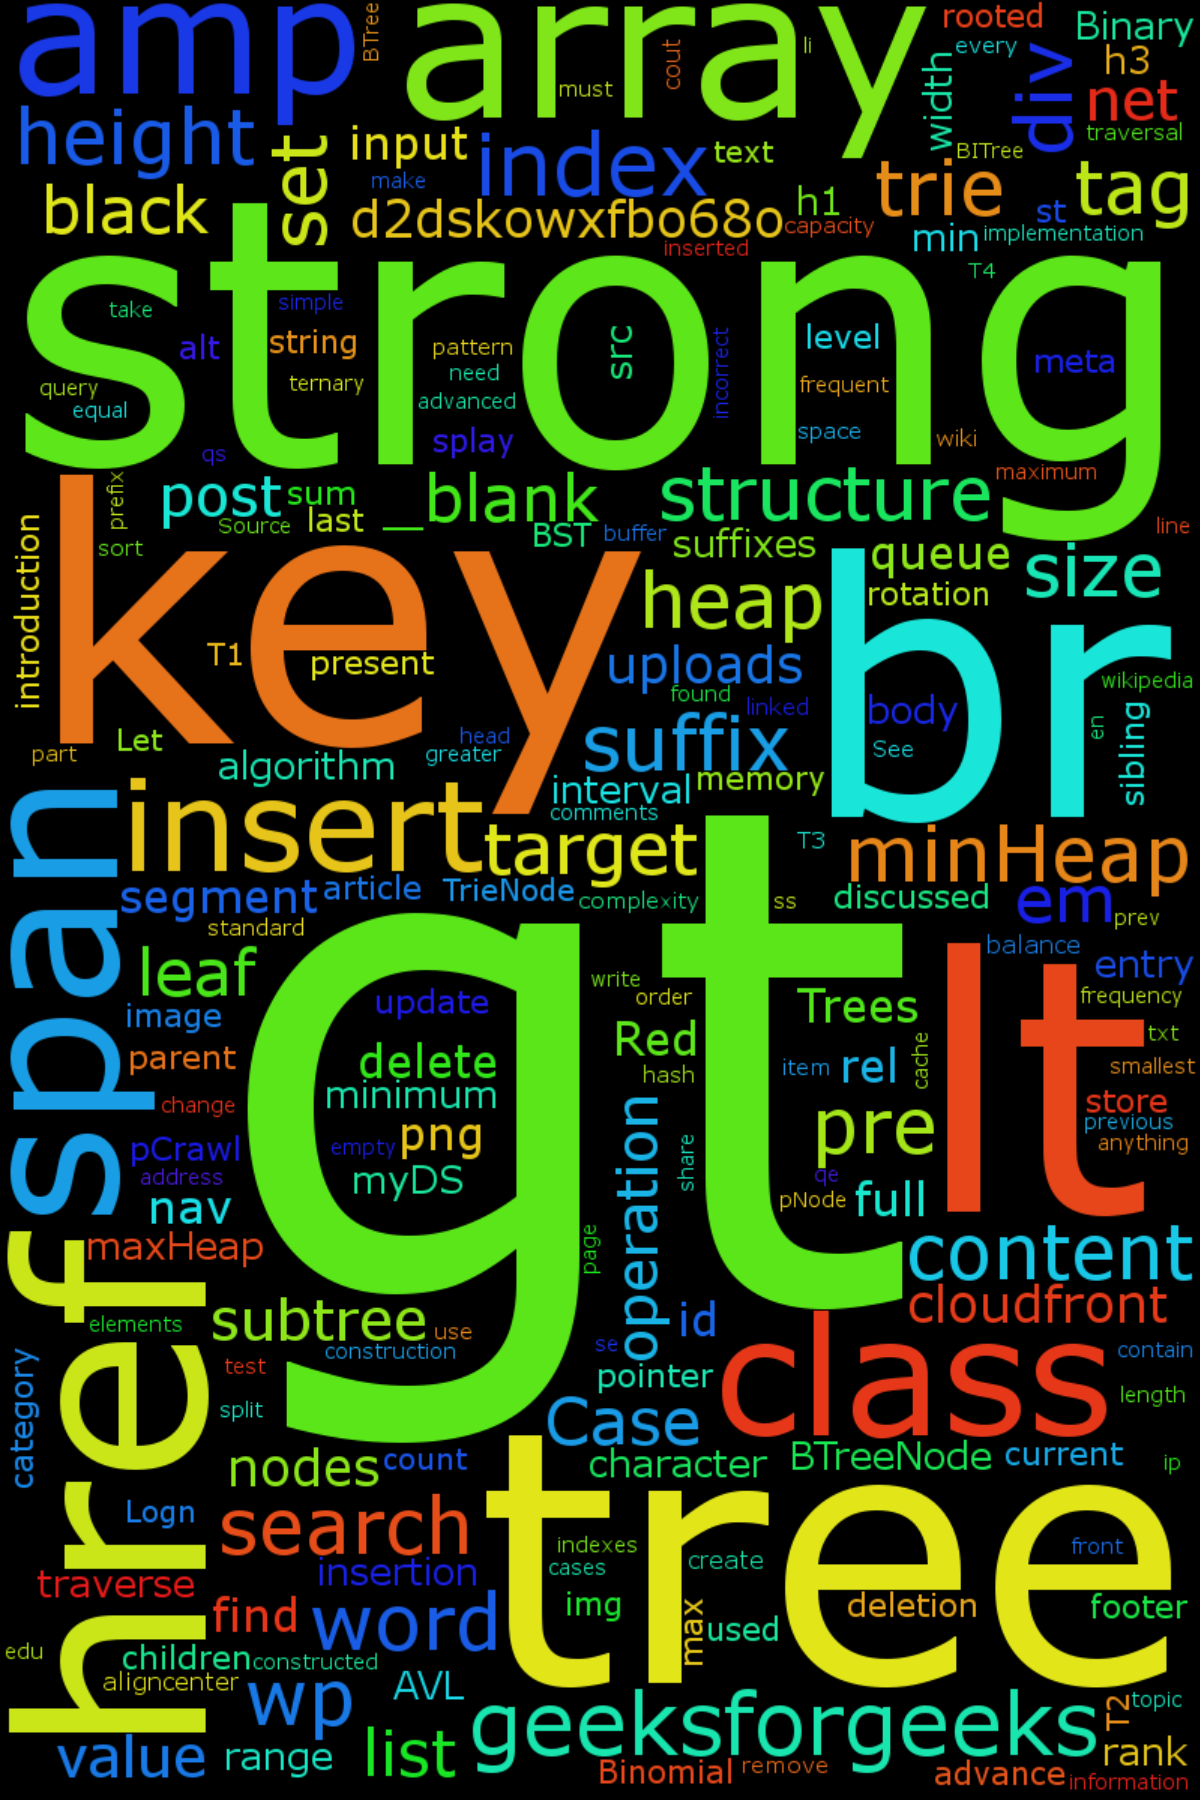 amp
BTree
array
must
cout
li
rooted
every
Binary
h3
width
div
net
traversal
height
set
input
make
index
text
BITree
trie
tag
black
d2dskowxfbo68o
h1
capacity
st
min
implementation
inserted
T4
strong
take
simple
alt
string
pattern
src
incorrect
level
meta
query
equal
ternary
need
advanced
frequent
qs
splay
space
wiki
maximum
prefix
post
sum
__blank
structure
Source
last
BST
buffer
line
introduction
sort
key
suffixes
queue
size
heap
br
rotation
T1
present
uploads
wikipedia
found
linked
body
en
sibling
part
Let
head
suffix
See
algorithm
greater
interval
memory
span
insert
comments
target
T3
minHeap
segment
article
TrieNode
complexity
ss
discussed
em
prev
standard
gt
lt
balance
leaf
write
entry
image
update
order
Trees
frequency
parent
delete
Red
item
rel
cache
txt
smallest
minimum
hash
change
operation
pre
store
previous
pCrawl
empty
png
share
anything
address
myDS
qe
nav
pNode
full
href
maxHeap
page
content
elements
subtree
use
id
cloudfront
category
test
construction
se
class
contain
split
pointer
length
Case
nodes
count
character
BTreeNode
current
ip
Logn
search
tree
indexes
cases
create
front
traverse
insertion
find
word
img
max
used
deletion
footer
edu
children
constructed
aligncenter
wp
AVL
geeksforgeeks
T2
topic
value
range
list
Binomial
remove
advance
rank
information